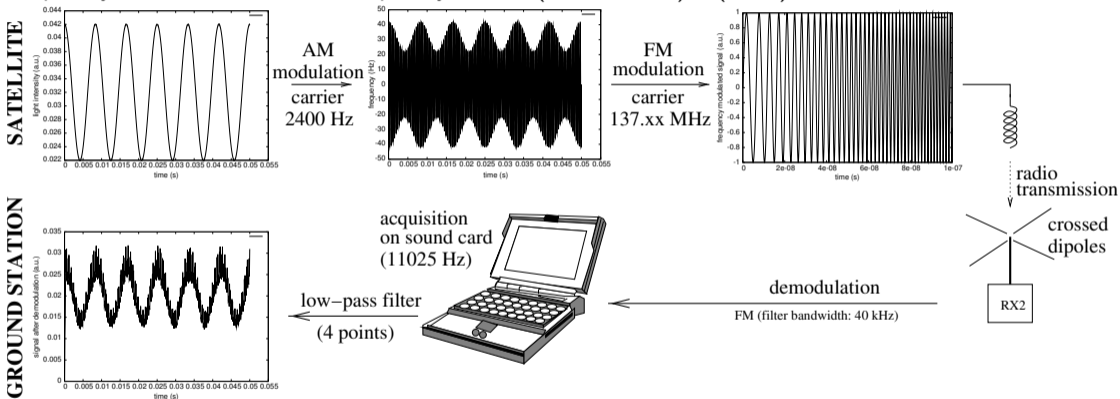 SATELLITE
0.044
0.042
0.04
0.038
0.036
0.034
0.032
0.03
0.028
0.026
0.024
0.022
light intensity (a.u.)
0 0.005 0.01 0.015 0.02 0.025 0.03 0.035 0.04 0.045 0.05 0.055
time (s)
AM
modulation
carrier
2400 Hz
50
40
30
20
10
0
-10
-20
-30
-40
-50
frequency (Hz)
0 0.005 0.01 0.015 0.02 0.025 0.03 0.035 0.04 0.045 0.05 0.055
time (s)
FM
modulation
carrier
137.xx MHz
1
0.8
0.6
0.4
0.2
0
-0.2
-0.4
-0.6
-0.8
-1
frequency modulated signal (a.u.)
0 2e-08 4e-08 6e-08 8e-08 1e-07
time (s)
radio
transmission
crossed
dipoles
RX2
demodulation
FM (filter bandwidth: 40 kHz)
acquisition
on sound card
(11025 Hz)
low-pass filter
(4 points)
GROUND STATION
0.035
0.03
0.025
0.02
0.015
0.01
0.005
0
signal after demodulation (a.u.)
0 0.005 0.01 0.015 0.02 0.025 0.03 0.035 0.04 0.045 0.05 0.055
time (s)